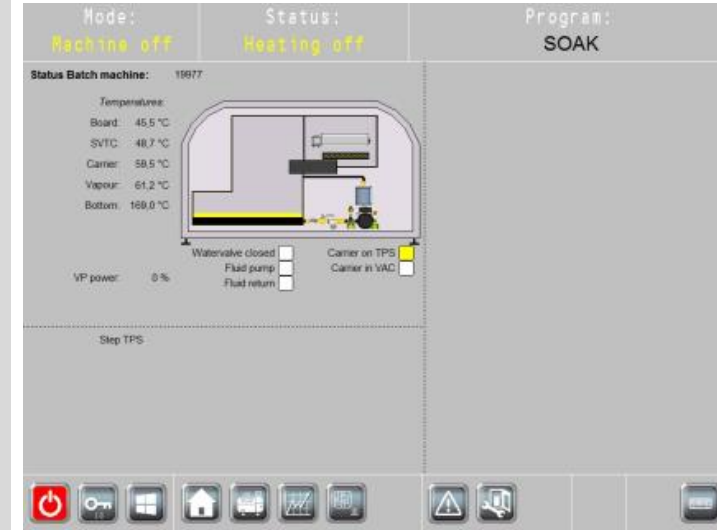 Mode:
Machine off
Status:
Heating off
Program:
SOAK
Status Batch machine: 19977
Temperatures:
Board: 45,5 °C
SVTC: 48,7 °C
Carrier: 59,5 °C
Vapour: 61,2 °C
Bottom: 169,0 °C
Watervalve closed
Fluid pump
Fluid return
Carrier on TPS
Carrier in VAC
VP power: 0 %
Step TPS